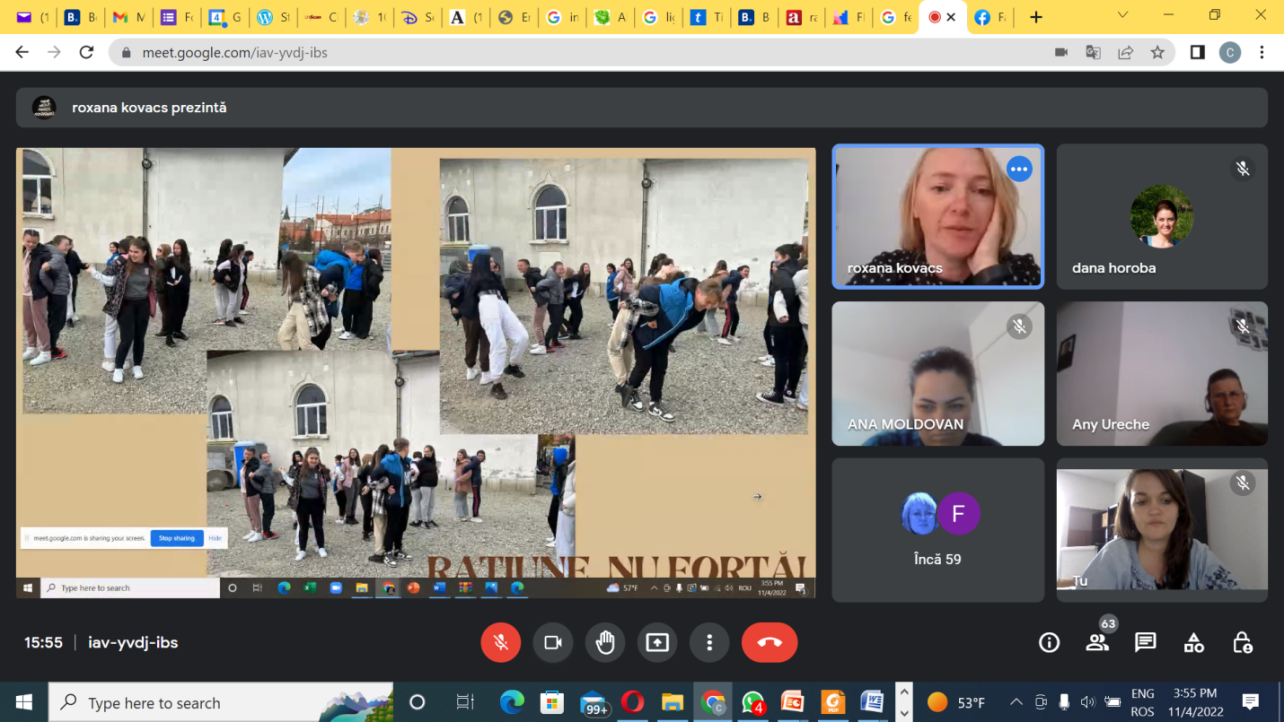 meet.google.com/iav-yvdj-ibs
C
roxana kovacs prezintă
roxana kovacs
dana horoba
ANA MOLDOVAN
Any Ureche
F
Încă 59
Tu
RAȚIUNE, NU FORȚĂ!
meet.google.com is sharing your screen.
Stop sharing
Hide
Type here to search
57°F
ROU
3:55 PM
11/4/2022
15:55
iav-yvdj-ibs
63
Type here to search
99+
4
53°F
ENG
ROS
3:55 PM
11/4/2022